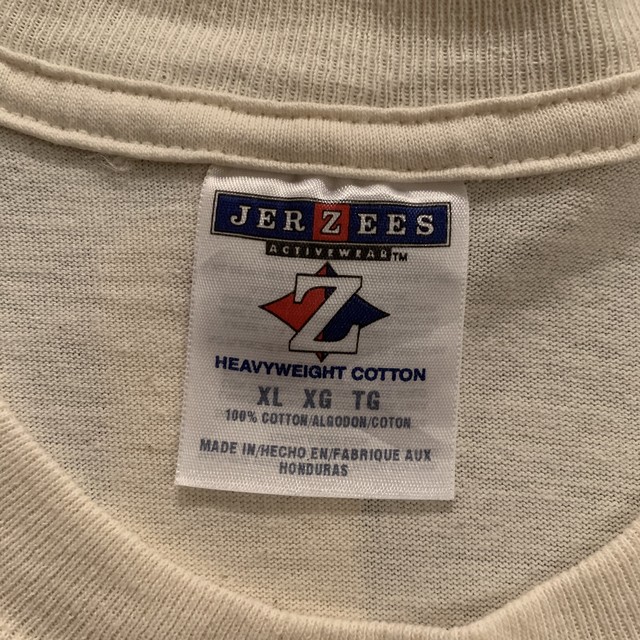 JERZEES
ACTIVEWEAR™
Z
HEAVYWEIGHT COTTON
XL XG TG
100% COTTON/ALGODON/COTON
MADE IN/HECHO EN/FABRIQUE AUX
HONDURAS